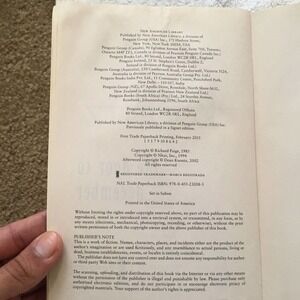 NEW AMERICAN LIBRARY
Published by New American Library, a division of
Penguin Group (USA) Inc., 375 Hudson Street,
New York, New York 10014, USA
Penguin Group (Canada), 90 Eglinton Avenue East, Suite 700, Toronto,
Ontario M4P 2Y3, Canada (a division of Pearson Penguin Canada Inc.)
Penguin Books Ltd., 80 Strand, London WC2R 0RL, England
Penguin Ireland, 25 St. Stephen's Green, Dublin 2,
Ireland (a division of Penguin Books Ltd.)
Penguin Group (Australia), 250 Camberwell Road, Camberwell, Victoria 3124,
Australia (a division of Pearson Australia Group Pty. Ltd.)
Penguin Books India Pvt. Ltd., 11 Community Centre, Panchsheel Park,
New Delhi - 110 017, India
Penguin Group (NZ), 67 Apollo Drive, Rosedale, North Shore
New Zealand (a division of Pearson New Zealand Ltd.)
Penguin Books (South Africa) (Pty.) Ltd., 24 Sturdee Avenue,
Rosebank, Johannesburg 2196, South Africa
Penguin Books Ltd., Registered Offices:
80 Strand, London WC2R 0RL, England
Published by New American Library, a division of Penguin Group (USA) Inc.
Previously published in a Signet edition.
First Trade Paperback Printing, February
Copyright ©
Copyright © Nkui, Inc.,
Afterword copyright © Dean Koontz,
All rights reserved
REGISTERED TRADEMARK—MARCA REGISTRADA
NAL Trade Paperback ISBN:
Set in Sabon
Printed in the United States of America
Without limiting the rights under copyright reserved above, no part of this publication may be
reproduced, stored in or introduced into a retrieval system, or transmitted, in any form, or by
any means (electronic, mechanical, photocopying, recording, or otherwise), without the prior
written permission of both the copyright owner and the above publisher of this book.
PUBLISHER'S NOTE
This is a work of fiction. Names, characters, places, and incidents either are the product of the
author's imagination or are used fictitiously, and any resemblance to actual persons, living or
dead, business establishments, events, or locales is entirely coincidental.
The publisher does not have any control over and does not assume any responsibility for author
or third-party Web sites or their content.
The scanning, uploading, and distribution of this book via the Internet or via any other means
without the permission of the publisher is illegal and punishable by law. Please purchase only
authorized electronic editions, and do not participate in or encourage electronic piracy of
copyrighted materials. Your support of the author's rights is appreciated.